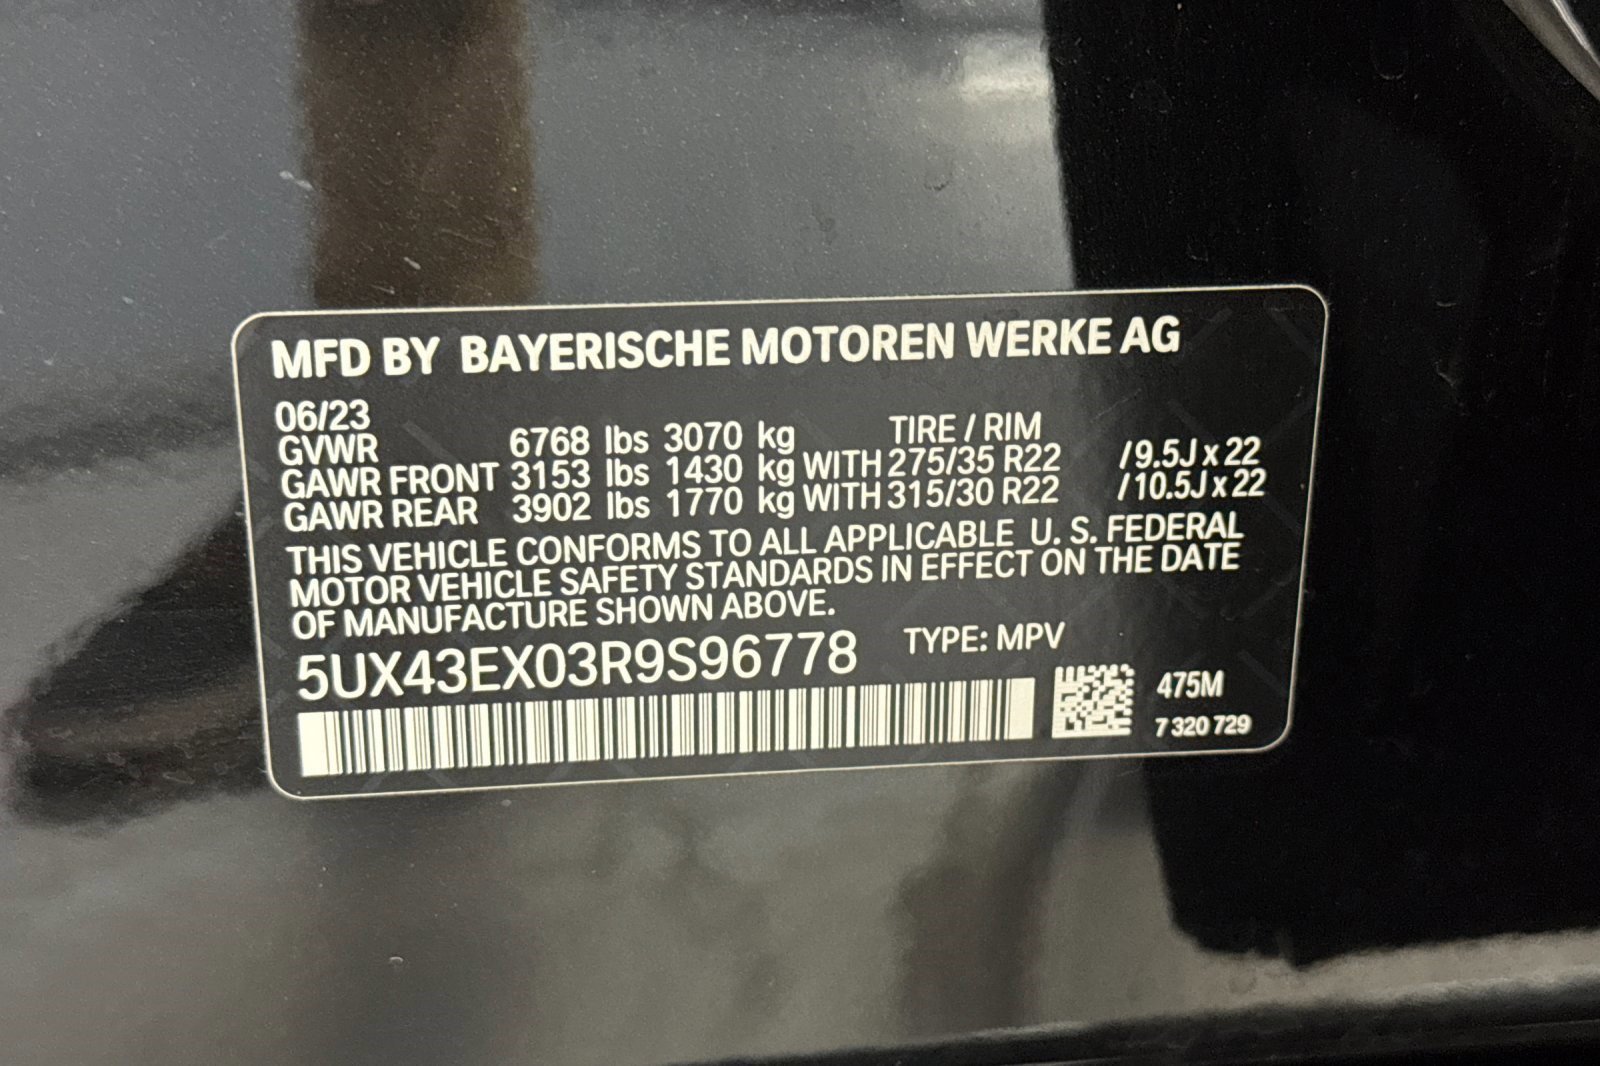 MFD BY BAYERISCHE MOTOREN WERKE AG
06/23
GVWR 6768 lbs 3070 kg TIRE / RIM
GAWR FRONT 3153 lbs 1430 kg WITH 275/35 R22 /9.5J x 22
GAWR REAR 3902 lbs 1770 kg WITH 315/30 R22 /10.5J x 22
THIS VEHICLE CONFORMS TO ALL APPLICABLE U. S. FEDERAL
MOTOR VEHICLE SAFETY STANDARDS IN EFFECT ON THE DATE
OF MANUFACTURE SHOWN ABOVE.
5UX43EX03R9S96778 TYPE: MPV
475M
7 320 729